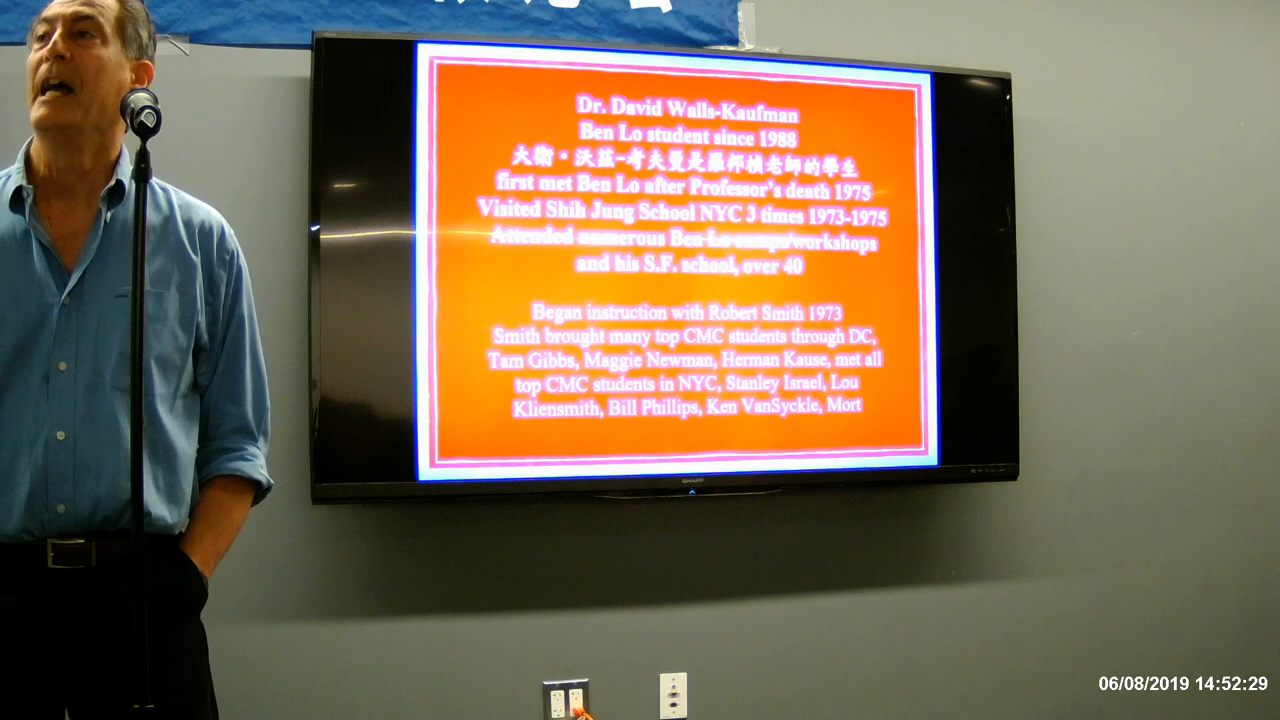 Dr. David Walls-Kaufman
Ben Lo student since 1988
大衛·沃茲-考夫曼是羅邦楨老師的學生
first met Ben Lo after Professor's death 1975
Visited Shih Jung School NYC 3 times 1973-1975
Attended numerous Ben Lo camps/workshops
and his S.F. school, over 40
Began instruction with Robert Smith 1973
Smith brought many top CMC students through DC,
Tam Gibbs, Maggie Newman, Herman Kause, met all
top CMC students in NYC, Stanley Israel, Lou
Kliensmith, Bill Phillips, Ken VanSyckle, Mort
SHARP
06/08/2019 14:52:29